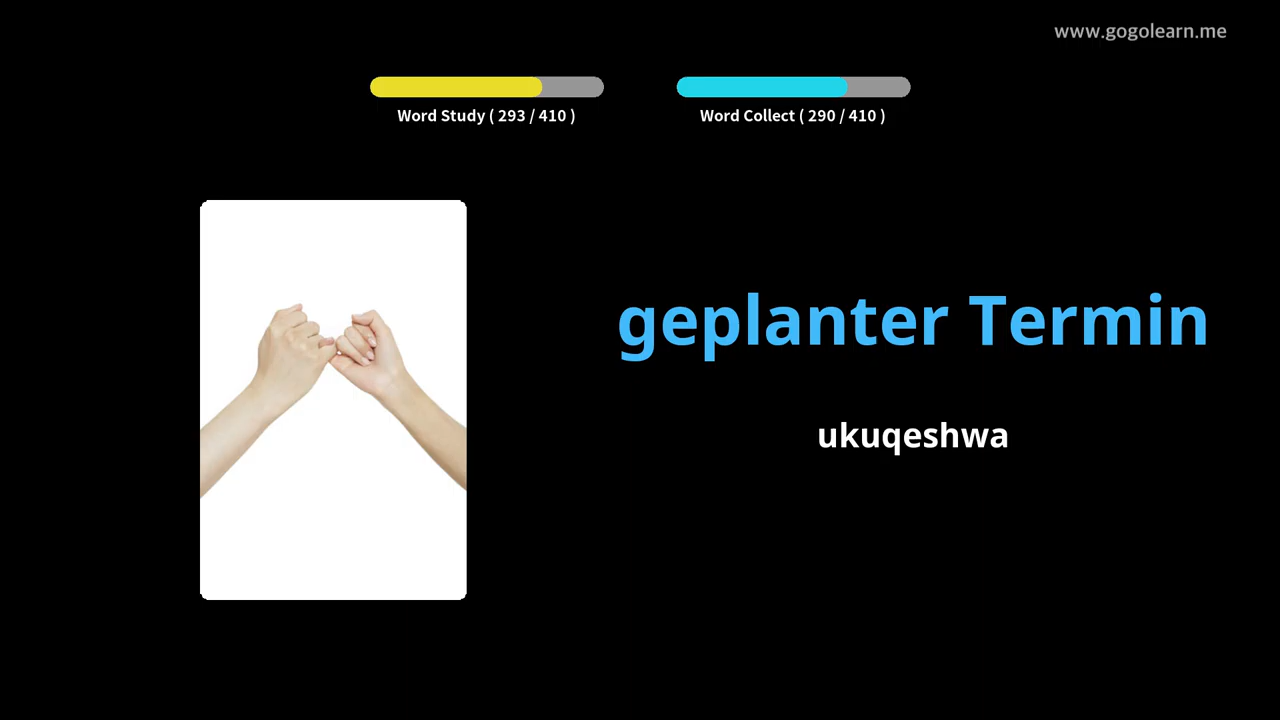 www.gogolearn.me
Word Study ( 293 / 410 )
Word Collect ( 290 / 410 )
geplanter Termin
ukuqeshwa